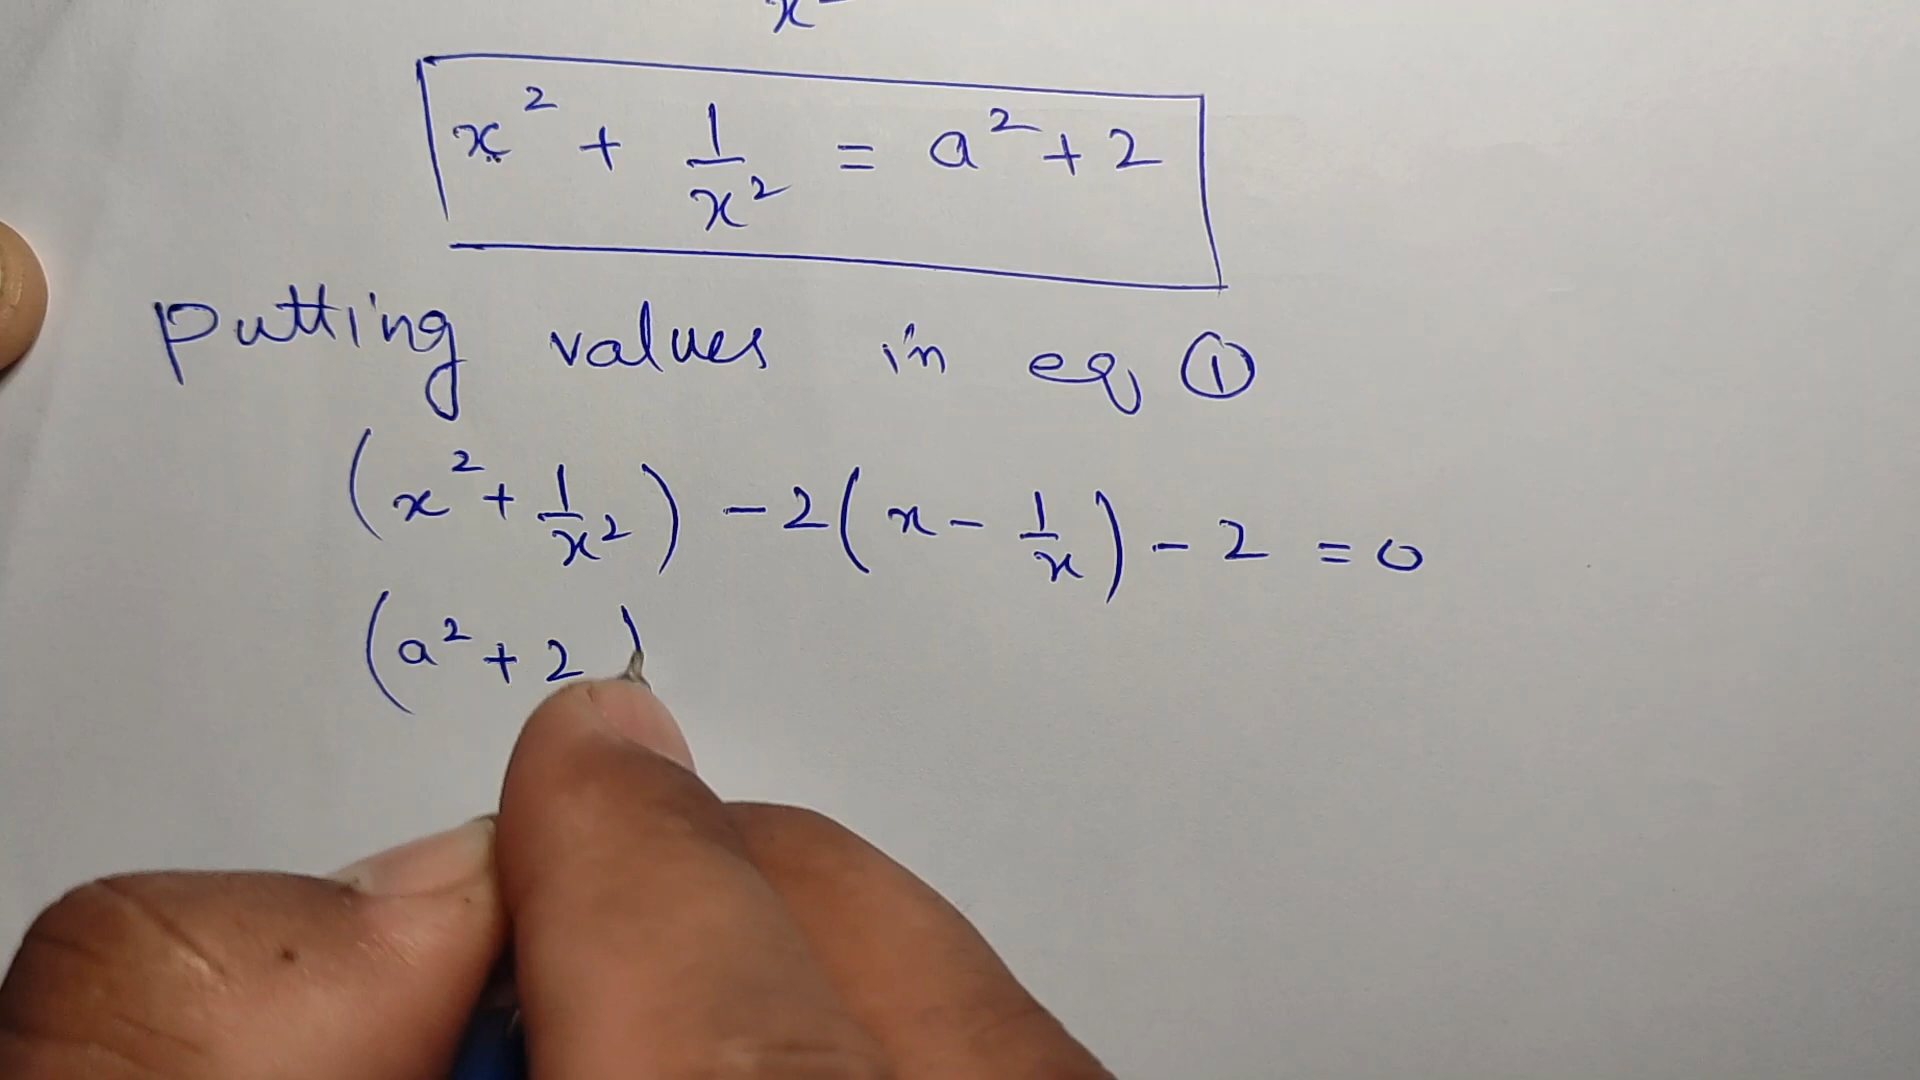 x²
x² + 1/x² = a² + 2
putting values in eq ①
(x² + 1/x²) - 2(x - 1/x) - 2 = 0
(a² + 2)